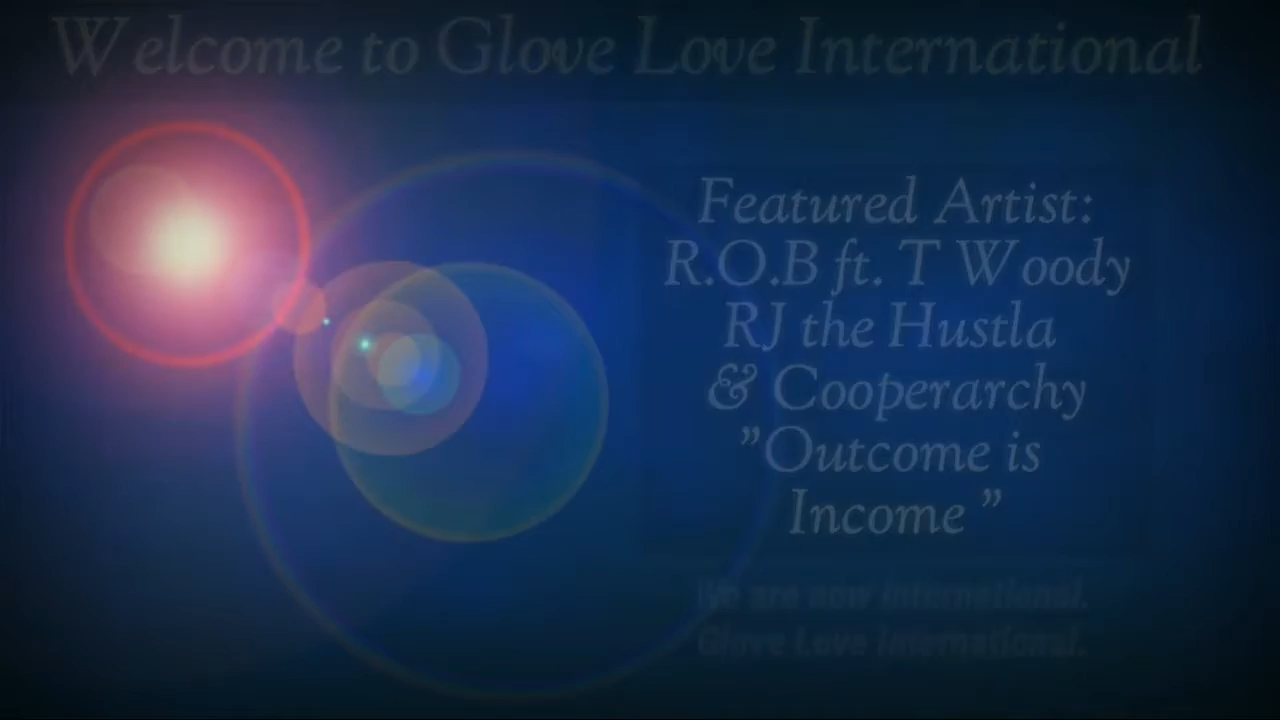 Welcome to Glove Love International
Featured Artist:
R.O.B ft. T Woody
RJ the Hustla
& Cooperarchy
”Outcome is
Income ”
We are now international.
Glove Love international.